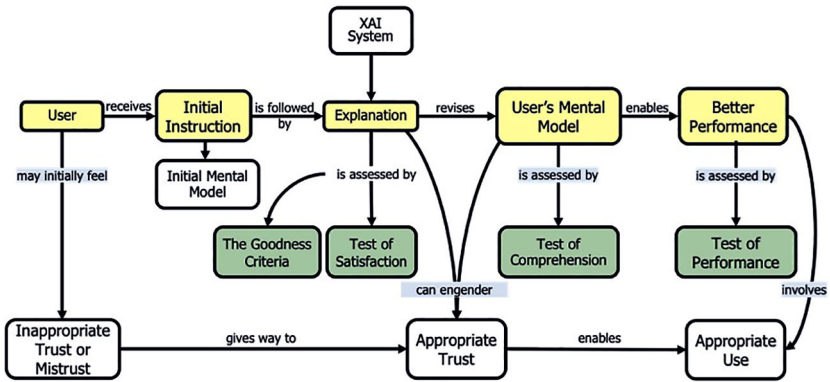 XAI
System
User
receives
Initial
Instruction
is followed
by
Explanation
revises
User's Mental
Model
enables
Better
Performance
may initially feel
Initial Mental
Model
is assessed by
is assessed by
is assessed by
The Goodness
Criteria
Test of
Satisfaction
Test of
Comprehension
Test of
Performance
can engender
involves
Inappropriate
Trust or
Mistrust
gives way to
Appropriate
Trust
enables
Appropriate
Use